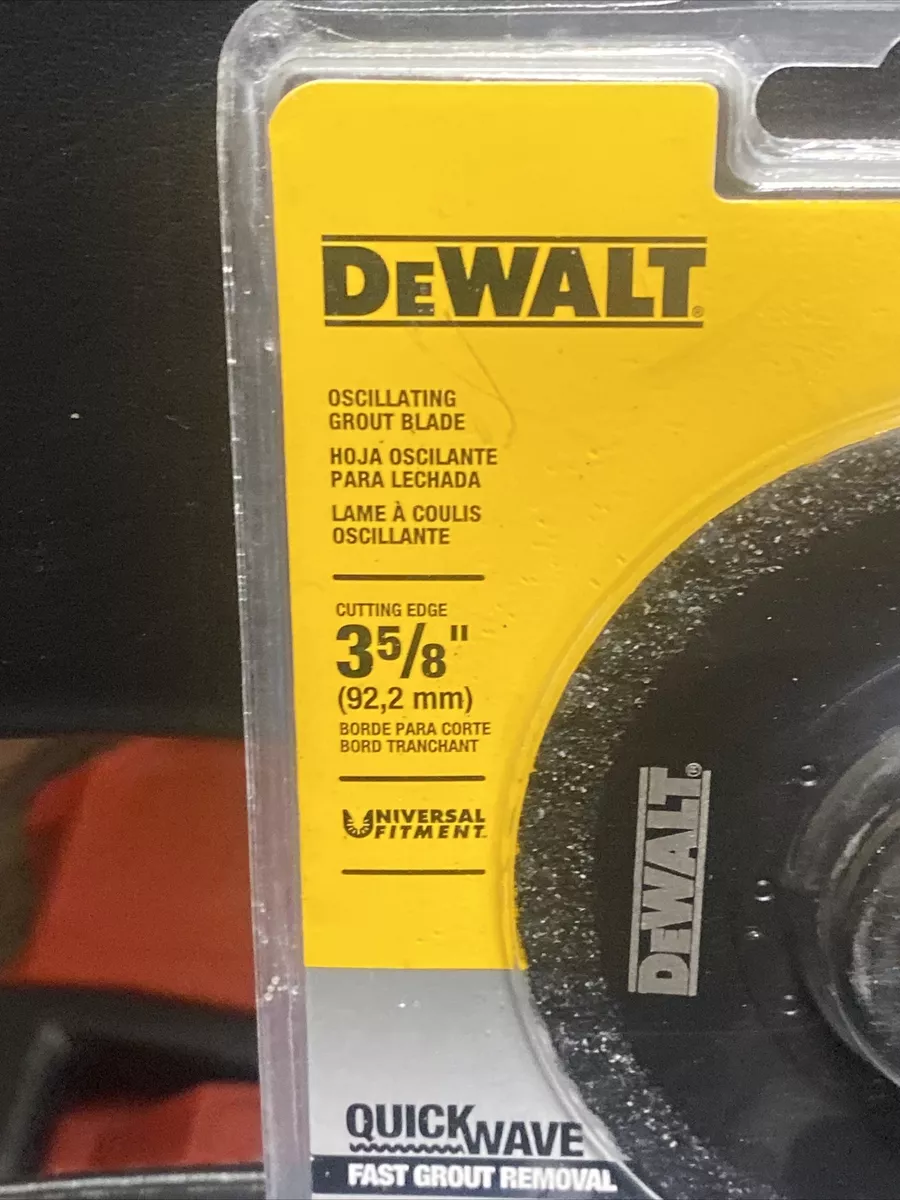 DEWALT®
OSCILLATING
GROUT BLADE
HOJA OSCILANTE
PARA LECHADA
LAME À COULIS
OSCILLANTE
CUTTING EDGE
3 5/8"
(92,2 mm)
BORDE PARA CORTE
BORD TRANCHANT
UNIVERSAL
FITMENT™
DEWALT®
QUICKWAVE
FAST GROUT REMOVAL